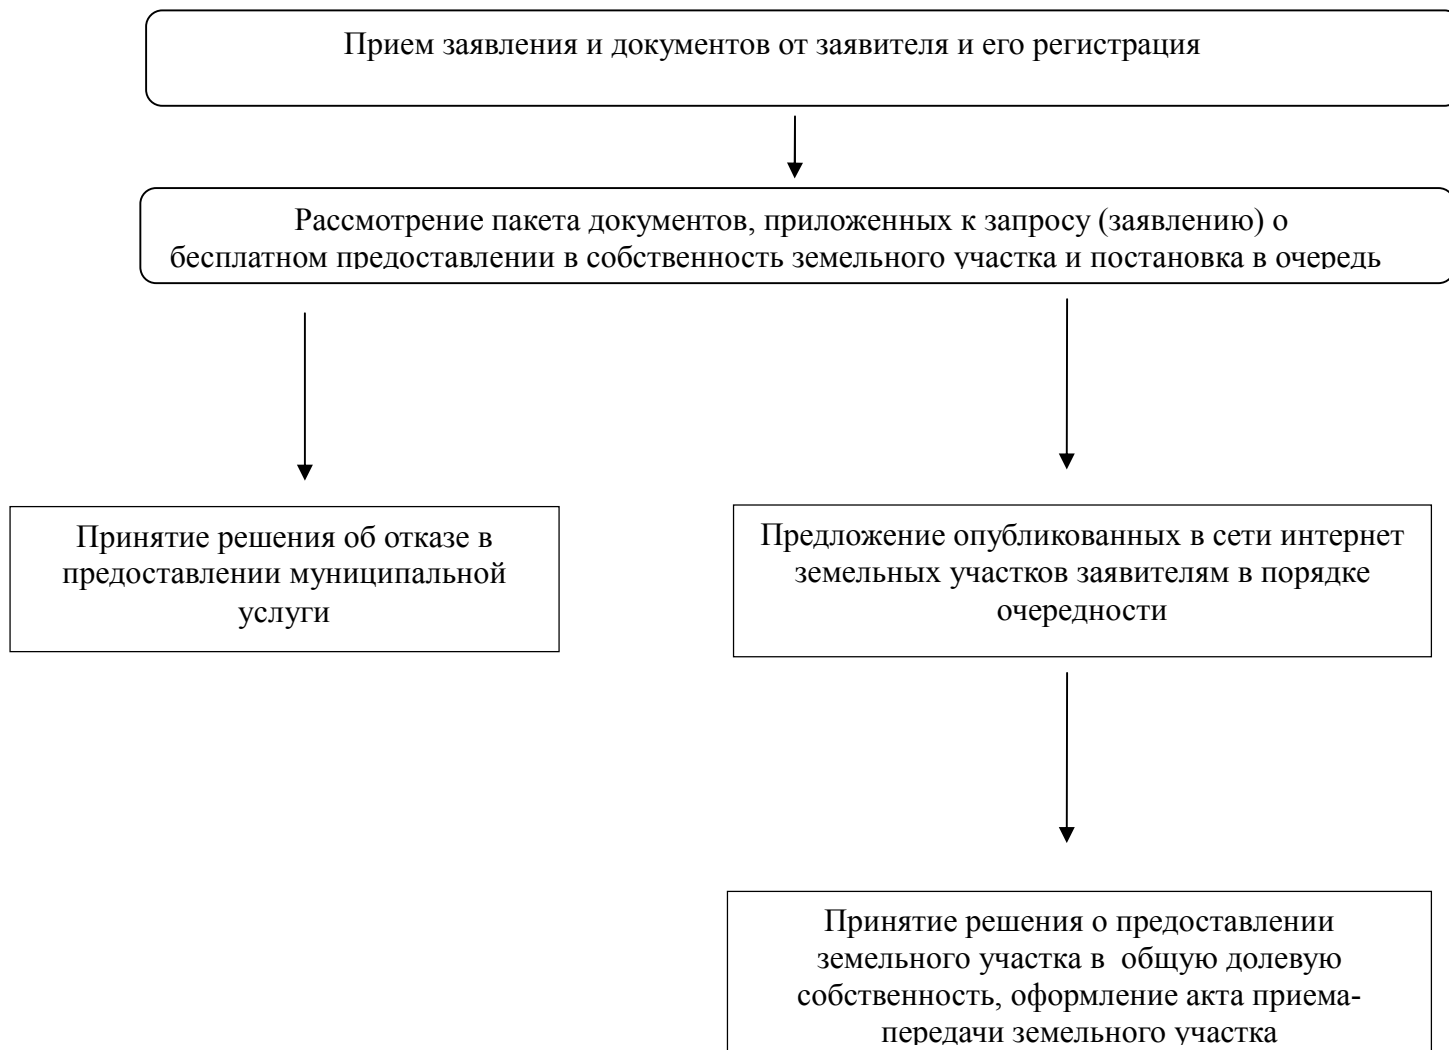 Прием заявления и документов от заявителя и его регистрация
Рассмотрение пакета документов, приложенных к запросу (заявлению) о
бесплатном предоставлении в собственность земельного участка и постановка в очередь
Принятие решения об отказе в
предоставлении муниципальной
услуги
Предложение опубликованных в сети интернет
земельных участков заявителям в порядке
очередности
Принятие решения о предоставлении
земельного участка в общую долевую
собственность, оформление акта приема-
передачи земельного участка